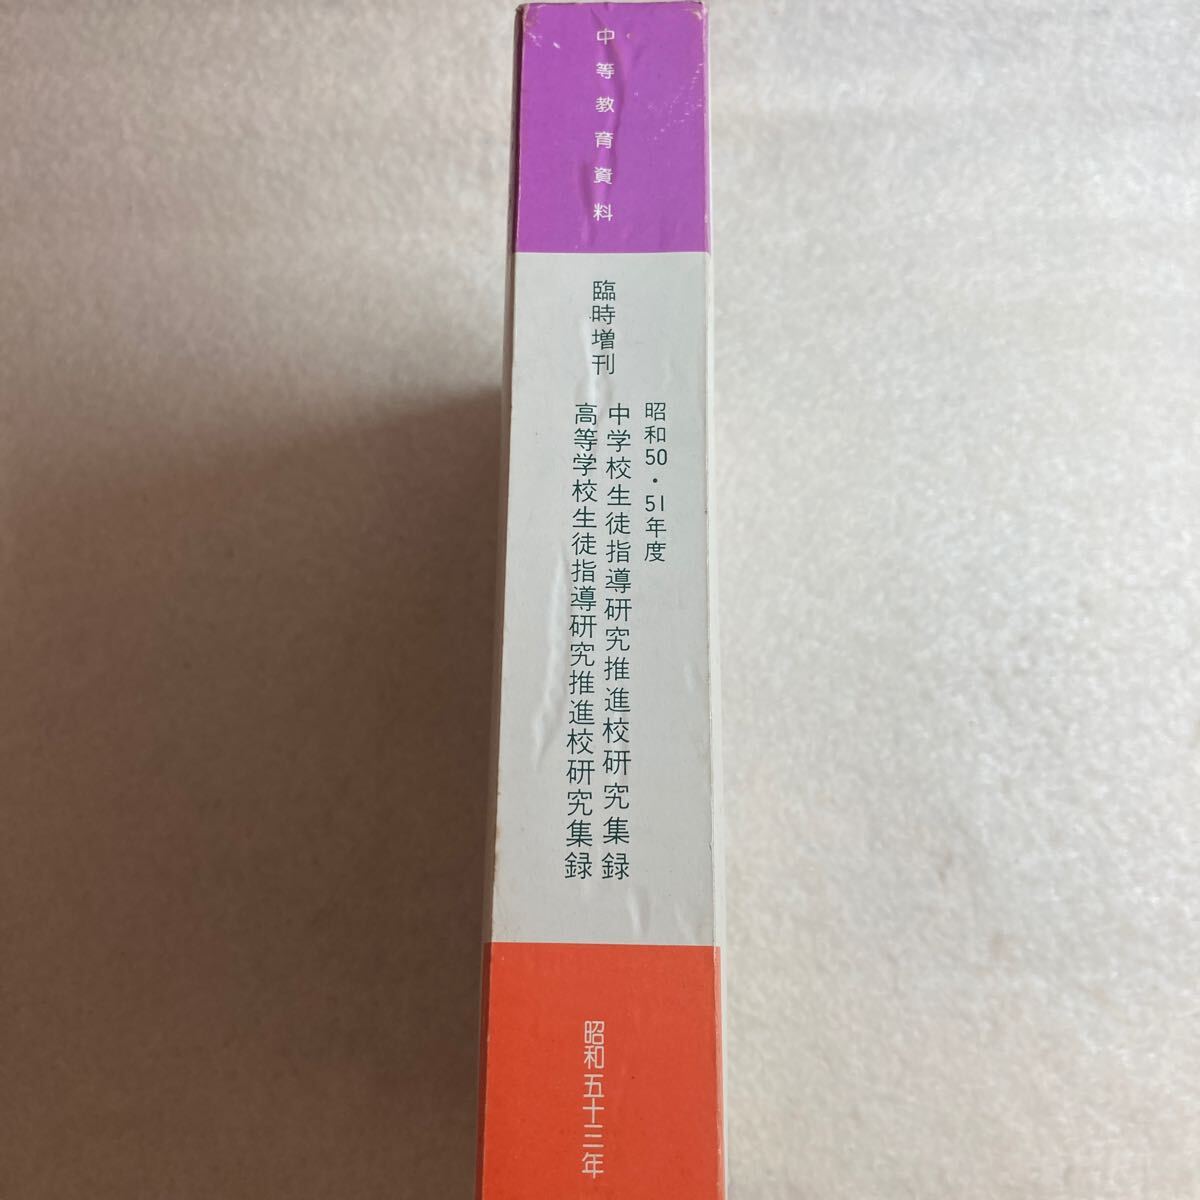 中等教育資料
臨時増刊
昭和50・51年度
中学校生徒指導研究推進校研究集録
高等学校生徒指導研究推進校研究集録
昭和五十三年